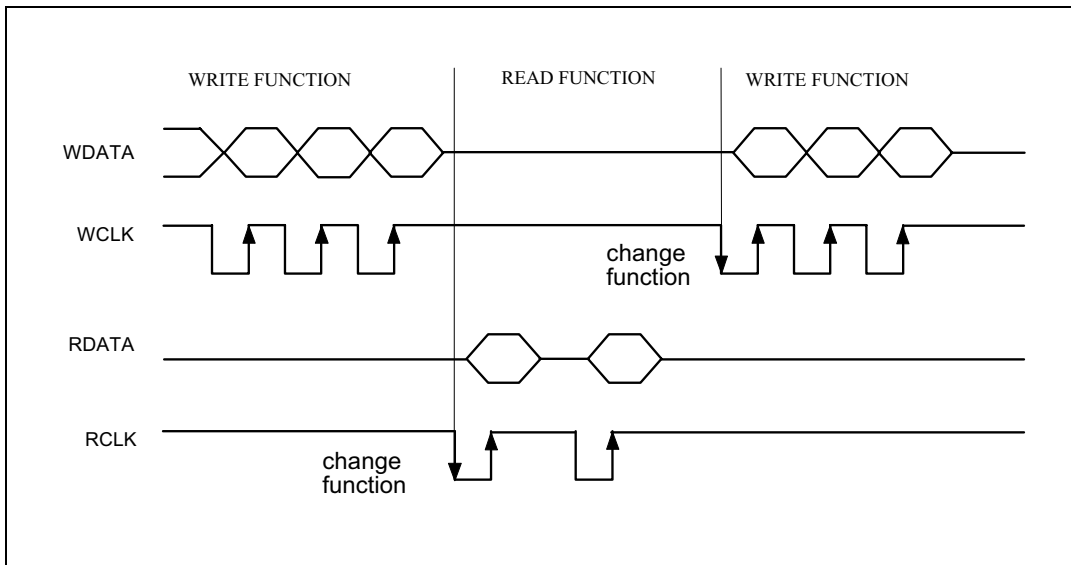 WRITE FUNCTION
READ FUNCTION
WRITE FUNCTION
WDATA
WCLK
change
function
RDATA
RCLK
change
function